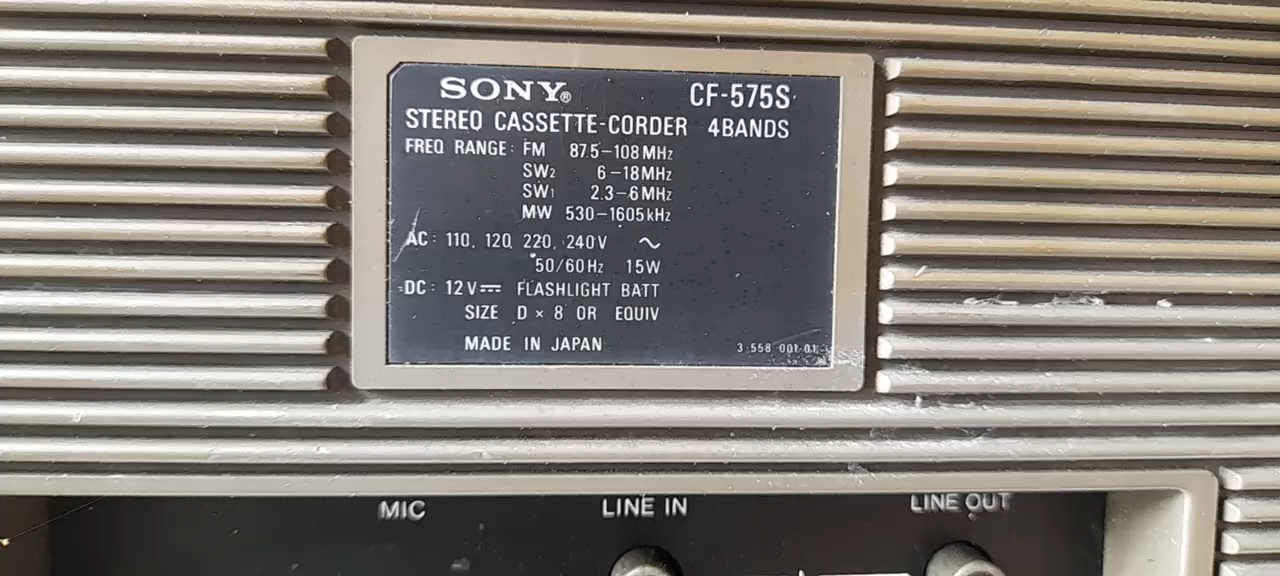 SONY®
CF-575S
STEREO CASSETTE-CORDER 4BANDS
FREQ RANGE: FM 87.5–108MHz
SW2 6–18MHz
SW1 2.3–6MHz
MW 530–1605kHz
AC: 110, 120, 220, 240V ∼
50/60Hz 15W
DC: 12V⎓ FLASHLIGHT BATT
SIZE D × 8 OR EQUIV
MADE IN JAPAN
3-558-001-01
MIC
LINE IN
LINE OUT